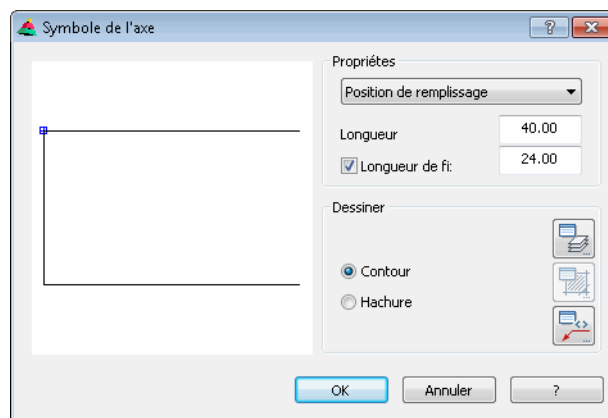 Symbole de l'axe
Propriétes
Position de remplissage
Longueur 40.00
Longueur de fi: 24.00
Dessiner
Contour
Hachure
OK Annuler ?